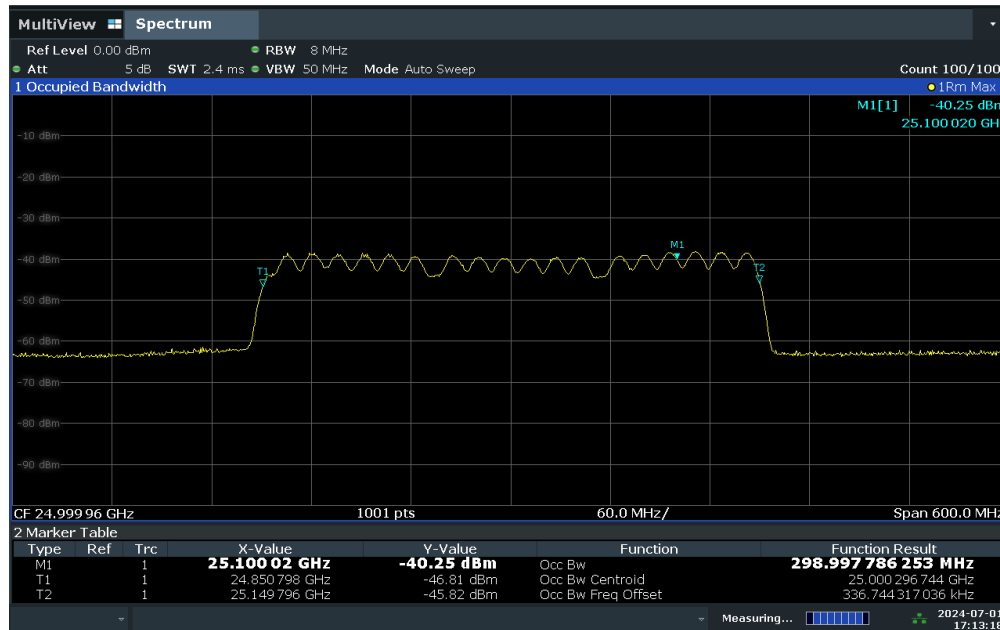 MultiView Spectrum
Ref Level 0.00 dBm RBW 8 MHz
Att 5 dB SWT 2.4 ms VBW 50 MHz Mode Auto Sweep Count 100/100
1 Occupied Bandwidth 1Rm Max
M1[1] -40.25 dBm
25.100 020 GH
-10 dBm
-20 dBm
-30 dBm
M1
-40 dBm
T1 T2
-50 dBm
-60 dBm
-70 dBm
-80 dBm
-90 dBm
CF 24.999 96 GHz 1001 pts 60.0 MHz/ Span 600.0 MHz
2 Marker Table
Type Ref Trc X-Value Y-Value Function Function Result
M1 1 25.100 02 GHz -40.25 dBm Occ Bw 298.997 786 253 MHz
T1 1 24.850 798 GHz -46.81 dBm Occ Bw Centroid 25.000 296 744 GHz
T2 1 25.149 796 GHz -45.82 dBm Occ Bw Freq Offset 336.744 317 036 kHz
Measuring... 2024-07-01
17:13:18